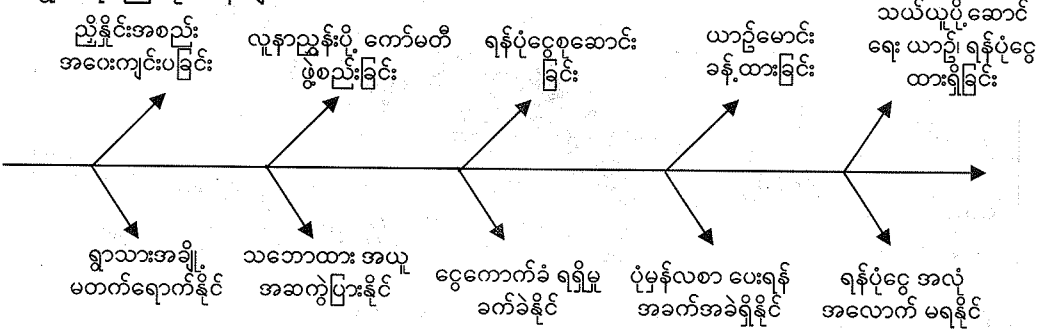 ညှိနှိုင်းအစည်း
အဝေးကျင်းပခြင်း
လူနာညွှန်းပို့ ကော်မတီ
ဖွဲ့စည်းခြင်း
ရန်ပုံငွေစုဆောင်း
ခြင်း
ယာဥ်မောင်း
ခန့်ထားခြင်း
သယ်ယူပို့ဆောင်
ရေး ယာဥ်၊ ရန်ပုံငွေ
ထားရှိခြင်း
ရွာသားအချို့
မတက်ရောက်နိုင်
သဘောထား အယူ
အဆကွဲပြားနိုင်
ငွေကောက်ခံ ရရှိမှု
ခက်ခဲနိုင်
ပုံမှန်လစာ ပေးရန်
အခက်အခဲရှိနိုင်
ရန်ပုံငွေ အလုံ
အလောက် မရနိုင်